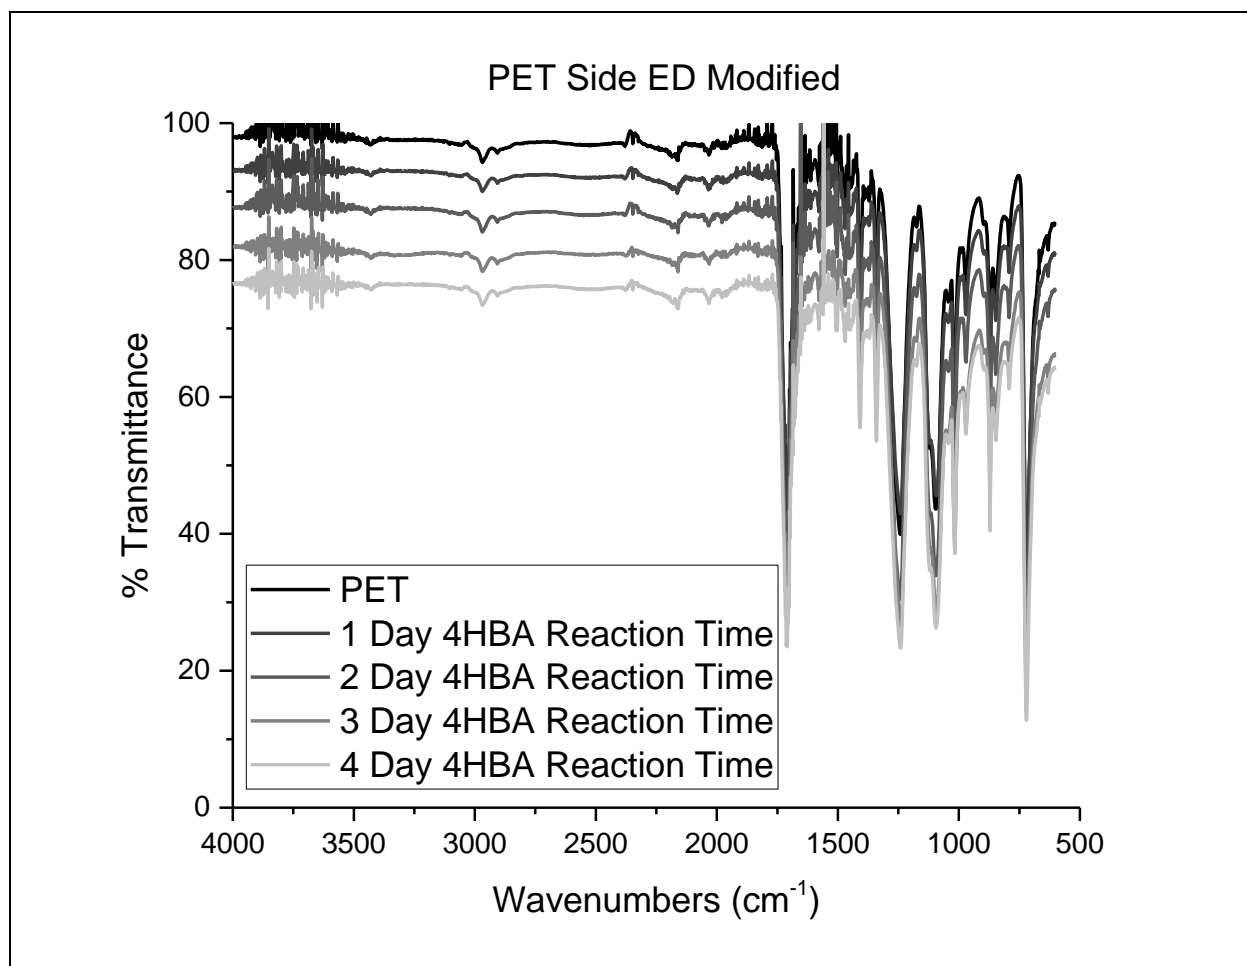 PET Side ED Modified
100
80
60
40
20
0
% Transmittance
PET
1 Day 4HBA Reaction Time
2 Day 4HBA Reaction Time
3 Day 4HBA Reaction Time
4 Day 4HBA Reaction Time
4000 3500 3000 2500 2000 1500 1000 500
Wavenumbers (cm⁻¹)